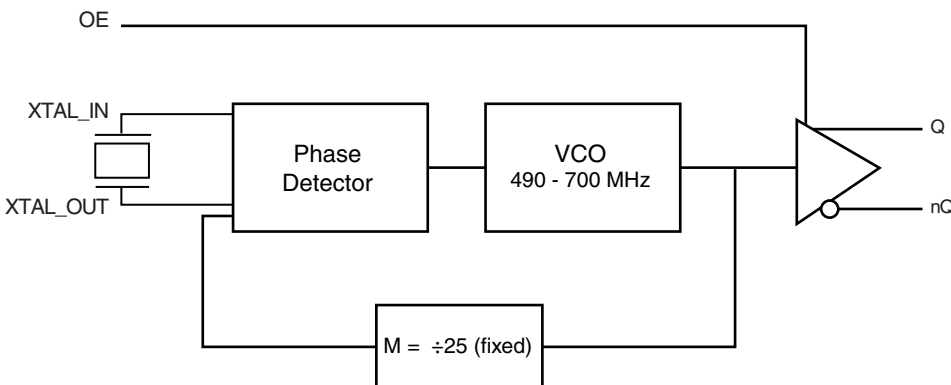 OE
XTAL_IN
XTAL_OUT
Phase
Detector
VCO
490 - 700 MHz
Q
nQ
M = ÷25 (fixed)